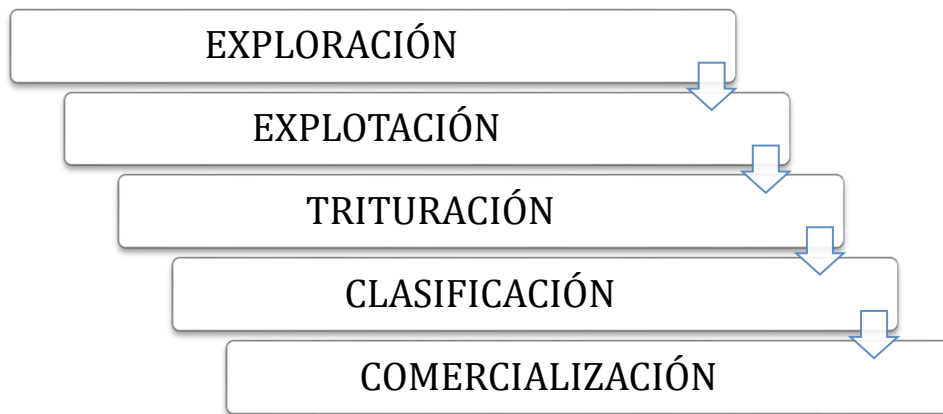 EXPLORACIÓN
EXPLOTACIÓN
TRITURACIÓN
CLASIFICACIÓN
COMERCIALIZACIÓN